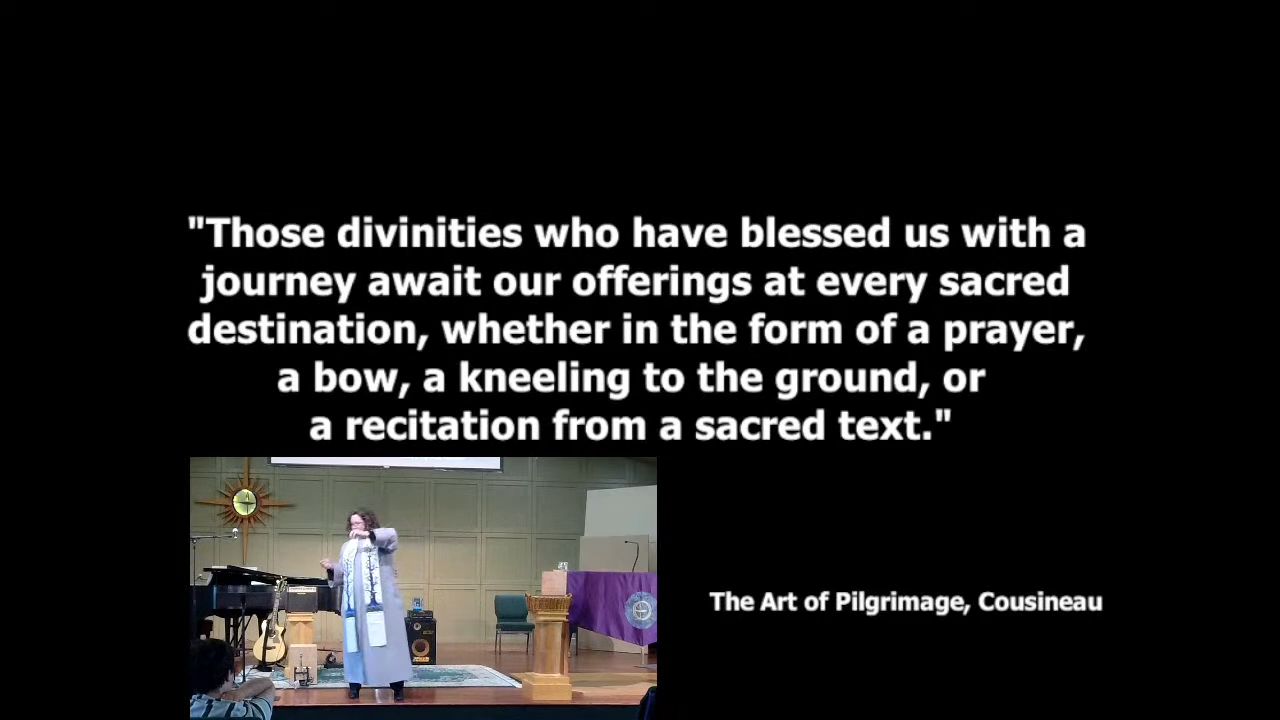 "Those divinities who have blessed us with a
journey await our offerings at every sacred
destination, whether in the form of a prayer,
a bow, a kneeling to the ground, or
a recitation from a sacred text."
The Art of Pilgrimage, Cousineau